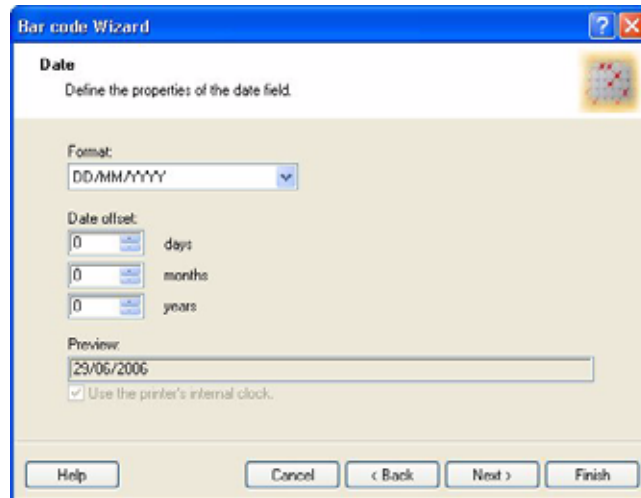 Bar code Wizard
Date
Define the properties of the date field.
Format:
DD/MM/YYYY
Date offset:
0 days
0 months
0 years
Preview:
29/06/2006
Use the printer's internal clock.
Help Cancel < Back Next > Finish